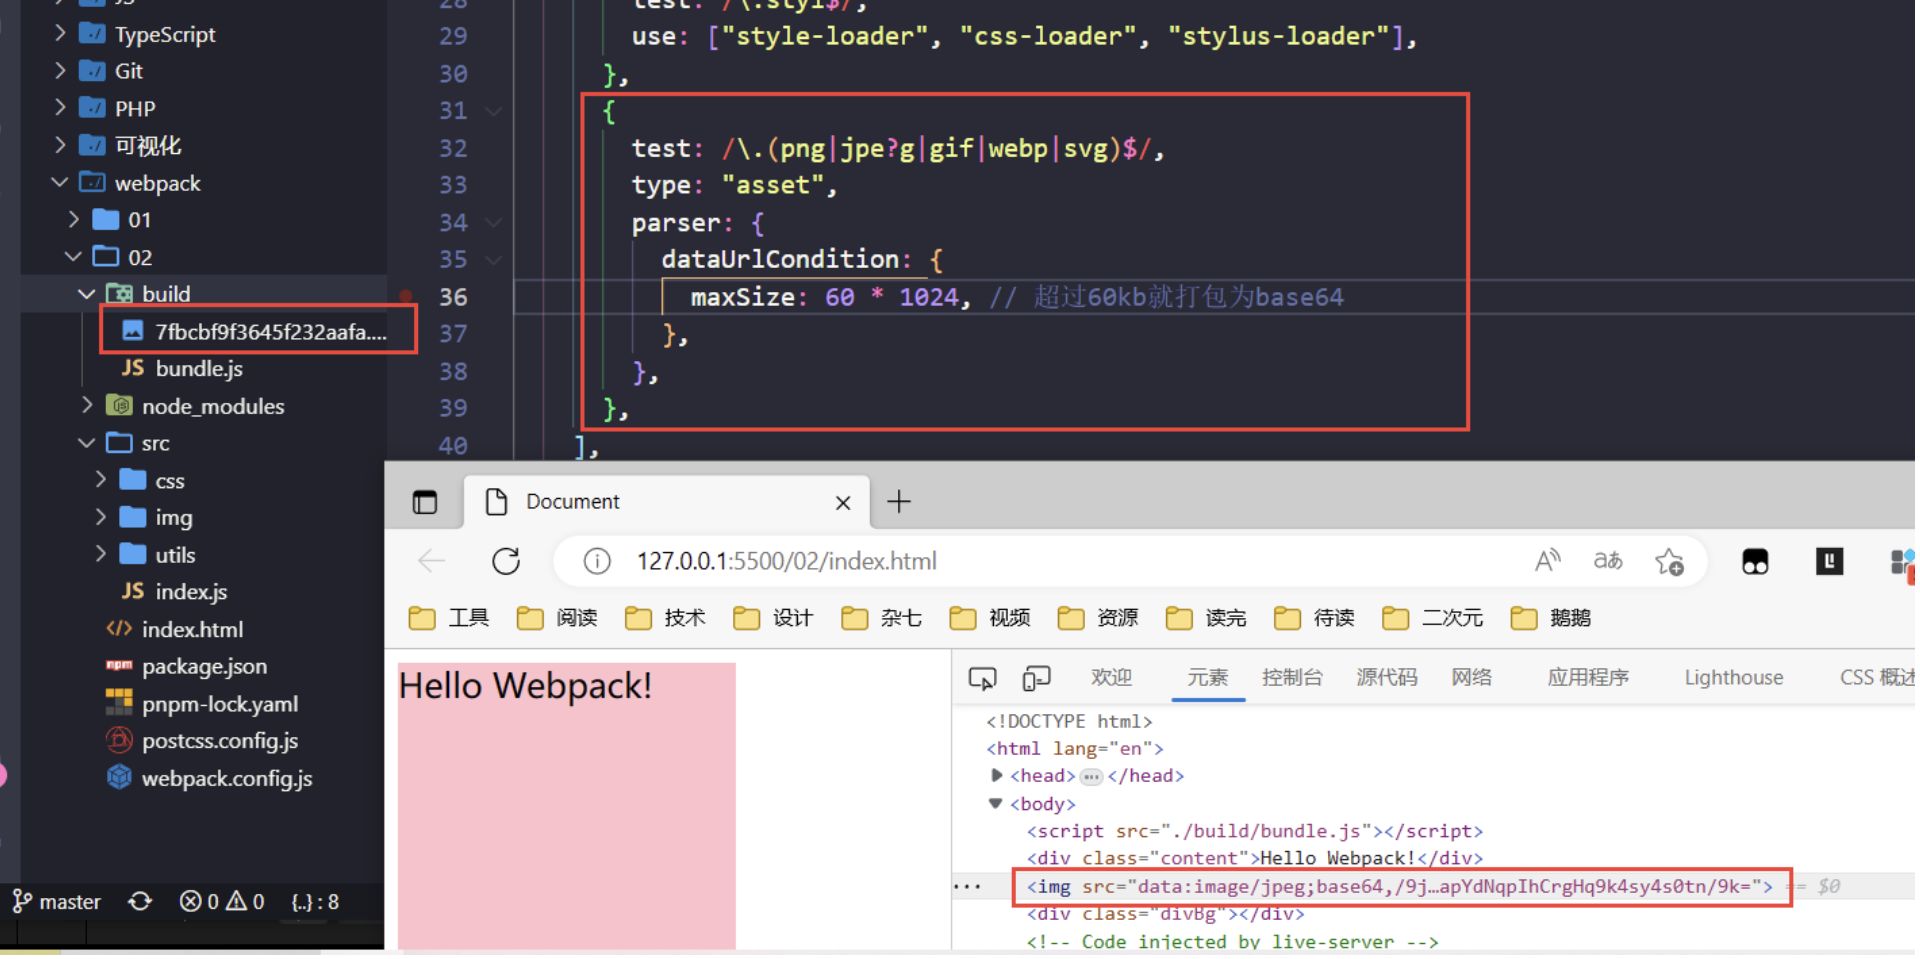 JS
TypeScript
Git
PHP
可视化
webpack
01
02
build
7fbcbf9f3645f232aafa....
JS bundle.js
node_modules
src
css
img
utils
JS index.js
index.html
npm package.json
pnpm-lock.yaml
postcss.config.js
webpack.config.js
master 0 0 {..} : 8
28 test: /\.styl$/,
29 use: ["style-loader", "css-loader", "stylus-loader"],
30 },
31 {
32 test: /\.(png|jpe?g|gif|webp|svg)$/,
33 type: "asset",
34 parser: {
35 dataUrlCondition: {
36 maxSize: 60 * 1024, // 超过60kb就打包为base64
37 },
38 },
39 },
40 ],
Document
127.0.0.1:5500/02/index.html
工具 阅读 技术 设计 杂七 视频 资源 读完 待读 二次元 鹅鹅
Hello Webpack!
欢迎 元素 控制台 源代码 网络 应用程序 Lighthouse CSS 概述
<!DOCTYPE html>
<html lang="en">
<head>…</head>
<body>
<script src="./build/bundle.js"></script>
<div class="content">Hello Webpack!</div>
<img src="data:image/jpeg;base64,/9j…apYdNqpIhCrgHq9k4sy4s0tn/9k="> == $0
<div class="divBg"></div>
<!-- Code injected by live-server -->